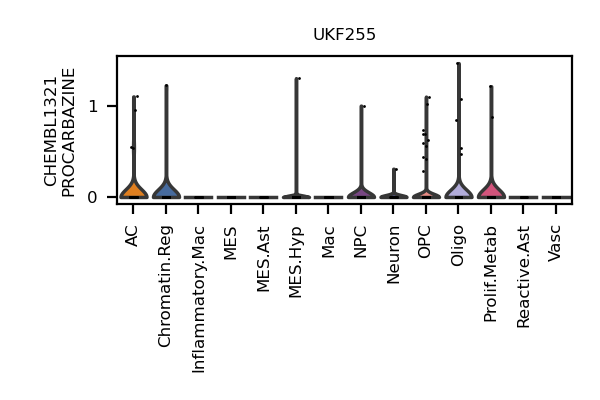 UKF255
CHEMBL1321
PROCARBAZINE
1
0
AC
Chromatin.Reg
Inflammatory.Mac
MES
MES.Ast
MES.Hyp
Mac
NPC
Neuron
OPC
Oligo
Prolif.Metab
Reactive.Ast
Vasc